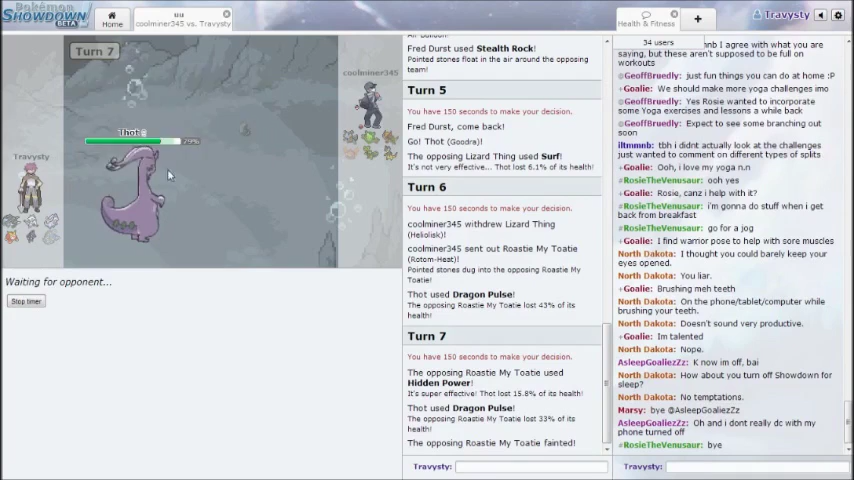 Pokémon
Showdown
BETA
Home
coolminer345 vs. Travysty
Health & Fitness
Travysty
Turn 7
coolminer345
Thot
79%
Travysty
Waiting for opponent...
Stop timer
Fred Durst used Stealth Rock!
Pointed stones float in the air around the opposing
team!
Turn 5
You have 150 seconds to make your decision.
Fred Durst, come back!
Go! Thot (Goodra)!
The opposing Lizard Thing used Surf!
It's not very effective... Thot lost 6.1% of its health!
Turn 6
You have 150 seconds to make your decision.
coolminer345 withdrew Lizard Thing
(Heliolisk)!
coolminer345 sent out Roastie My Toatie
(Rotom-Heat)!
Pointed stones dug into the opposing Roastie My
Toatie!
Thot used Dragon Pulse!
The opposing Roastie My Toatie lost 43% of its
health!
Turn 7
You have 150 seconds to make your decision.
The opposing Roastie My Toatie used
Hidden Power!
It's super effective! Thot lost 15.8% of its health!
Thot used Dragon Pulse!
The opposing Roastie My Toatie lost 33% of its
health!
The opposing Roastie My Toatie fainted!
Travysty:
34 users
I agree with what you are
saying, but these aren't supposed to be full on
workouts
@GeoffBruedly: just fun things you can do at home :P
+Goalie: We should make more yoga challenges imo
@GeoffBruedly: Yes Rosie wanted to incorporate
some Yoga exercises and lessons a while back
@GeoffBruedly: Expect to see some branching out
soon
iltmmnb: tbh i didnt actually look at the challenges
just wanted to comment on different types of splits
+Goalie: Ooh, i love my yoga n.n
#RosieTheVenusaur: ooh yes
+Goalie: Rosie, canz i help with it?
#RosieTheVenusaur: i'm gonna do stuff when i get
back from breakfast
#RosieTheVenusaur: go for a jog
+Goalie: I find warrior pose to help with sore muscles
North Dakota: I thought you could barely keep your
eyes opened.
North Dakota: You liar.
+Goalie: Brushing meh teeth
North Dakota: On the phone/tablet/computer while
brushing your teeth.
North Dakota: Doesn't sound very productive.
+Goalie: Im talented
North Dakota: Nope.
AsleepGoaliezZz: K now im off, bai
North Dakota: How about you turn off Showdown for
sleep?
North Dakota: No temptations.
Marsy: bye @AsleepGoaliezZz
AsleepGoaliezZz: Oh and i dont really dc with my
phone turned off
#RosieTheVenusaur: bye
Travysty: